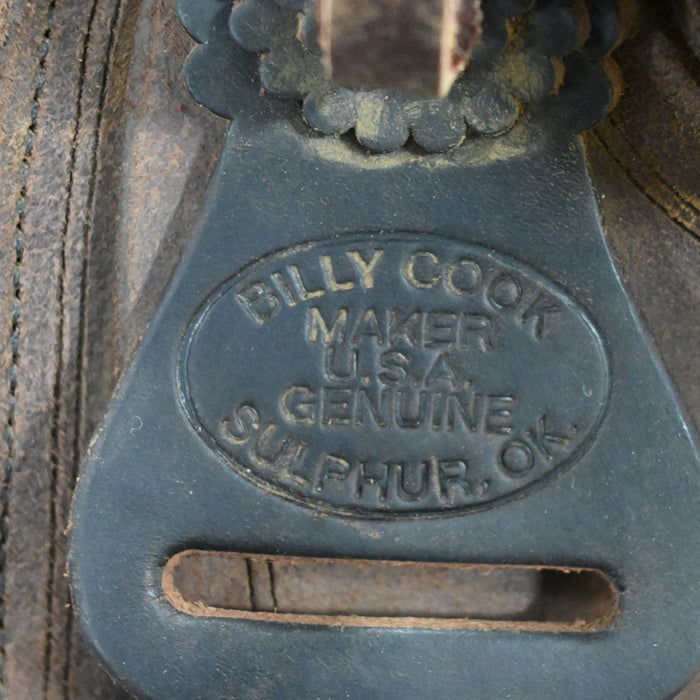 BILLY COOK
MAKER
U.S.A.
GENUINE
SULPHUR, OK.